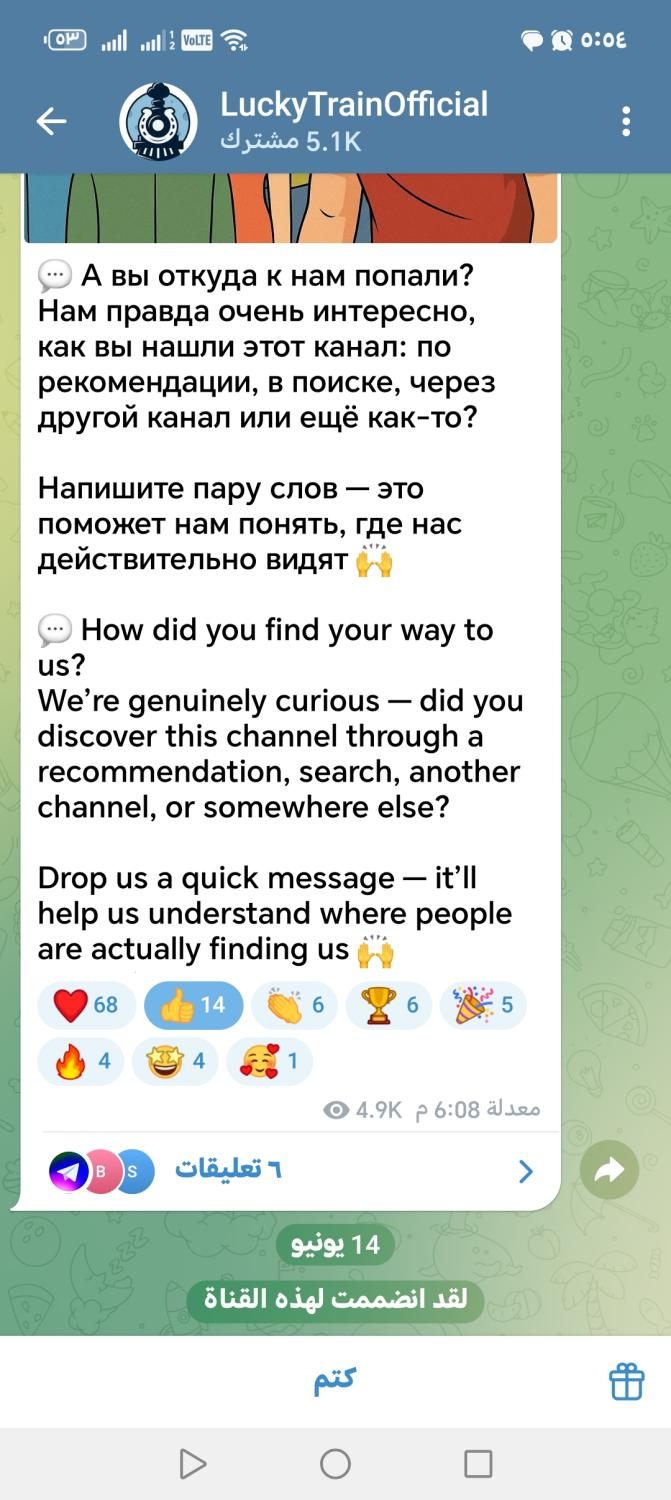 ٥٣ 1 2 VoLTE ٥:٥٤
LuckyTrainOfficial
5.1K مشترك
💬 А вы откуда к нам попали?
Нам правда очень интересно,
как вы нашли этот канал: по
рекомендации, в поиске, через
другой канал или ещё как-то?
Напишите пару слов — это
поможет нам понять, где нас
действительно видят 🙌
💬 How did you find your way to
us?
We’re genuinely curious — did you
discover this channel through a
recommendation, search, another
channel, or somewhere else?
Drop us a quick message — it’ll
help us understand where people
are actually finding us 🙌
❤️ 68 👍 14 👏 6 🏆 6 🎉 5
🔥 4 🤩 4 🥰 1
4.9K معدلة 6:08 م
B S ٦ تعليقات
14 يونيو
لقد انضممت لهذه القناة
كتم